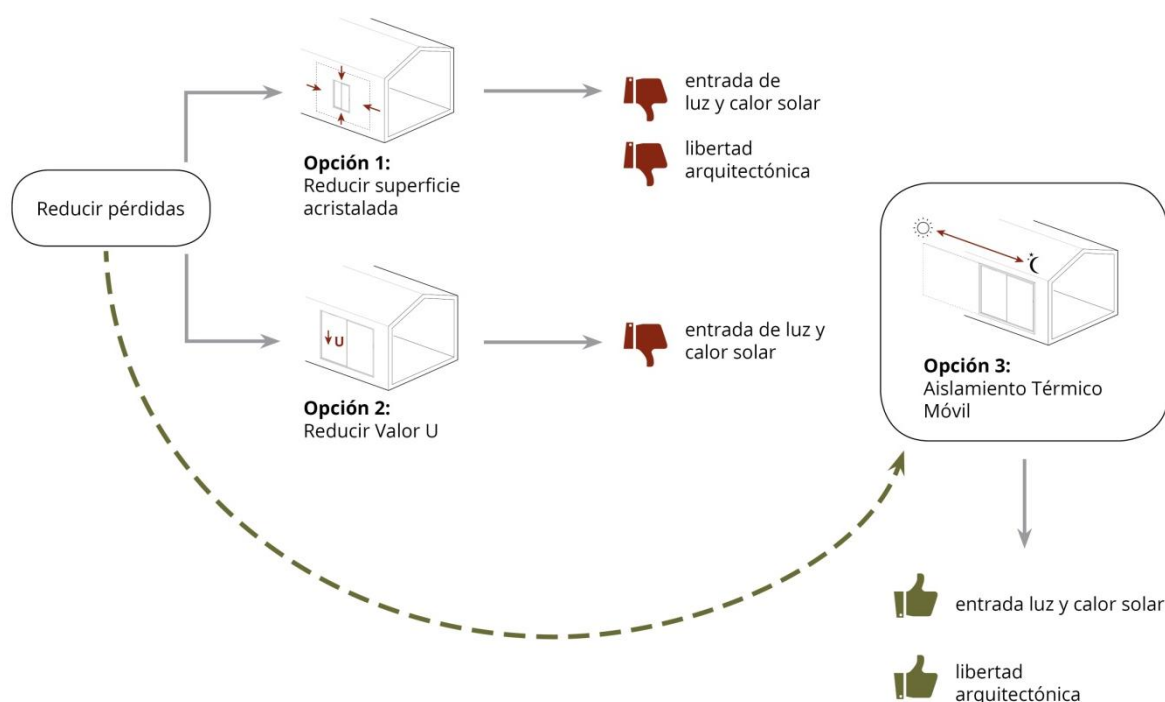 Reducir pérdidas
Opción 1:
Reducir superficie
acristalada
entrada de
luz y calor solar
libertad
arquitectónica
U
Opción 2:
Reducir Valor U
entrada de luz y
calor solar
Opción 3:
Aislamiento Térmico
Móvil
entrada luz y calor solar
libertad
arquitectónica